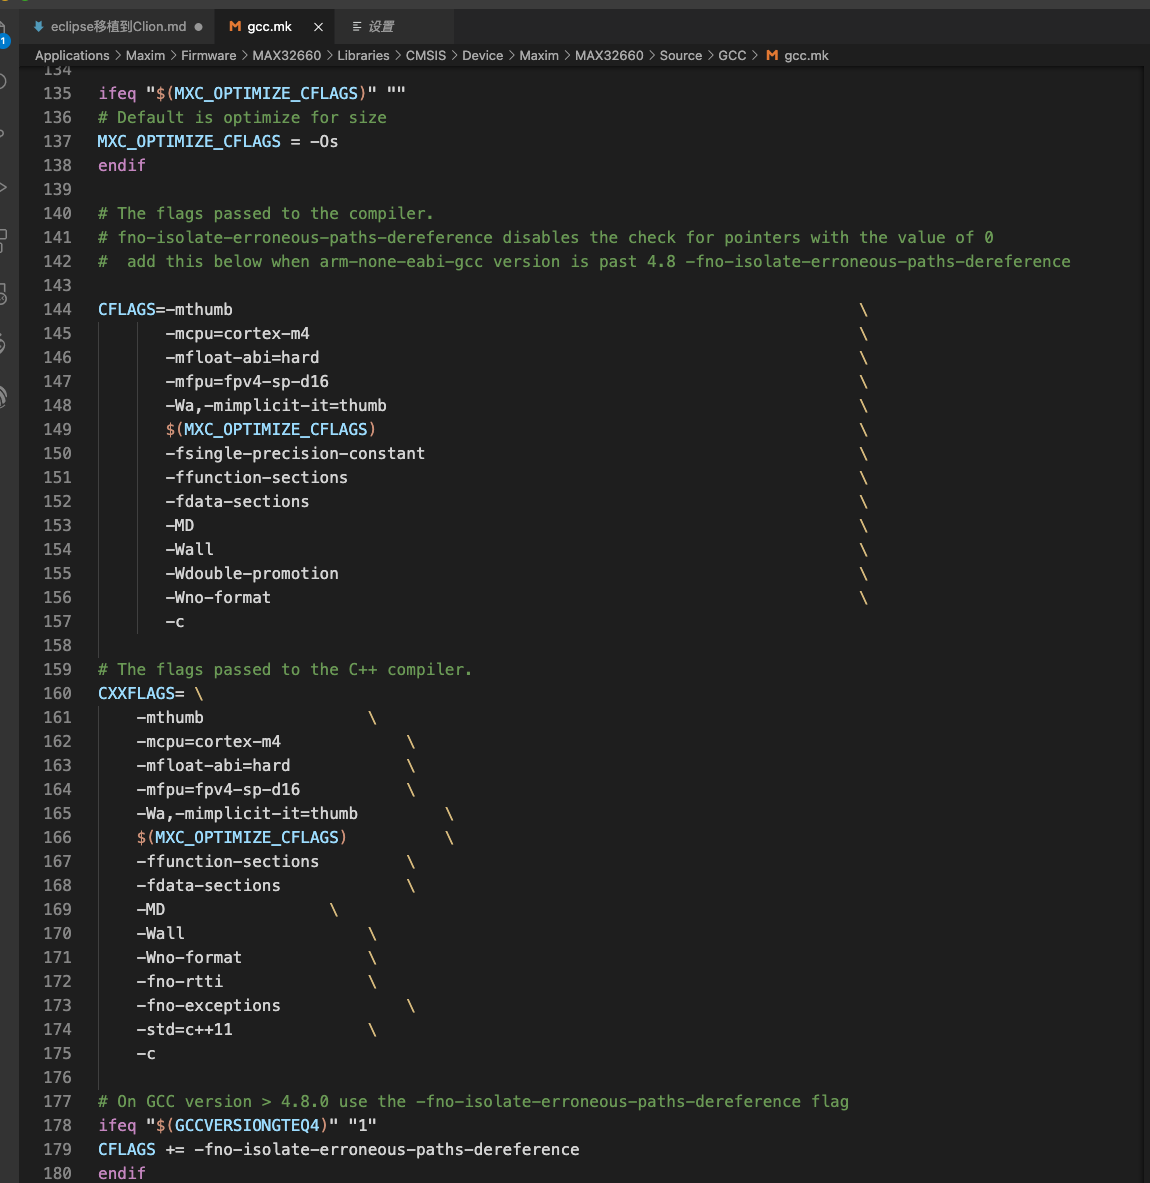 eclipse移植到Clion.md ● M gcc.mk × 设置
1
Applications > Maxim > Firmware > MAX32660 > Libraries > CMSIS > Device > Maxim > MAX32660 > Source > GCC > M gcc.mk
134
135 ifeq "$(MXC_OPTIMIZE_CFLAGS)" ""
136 # Default is optimize for size
137 MXC_OPTIMIZE_CFLAGS = -Os
138 endif
139
140 # The flags passed to the compiler.
141 # fno-isolate-erroneous-paths-dereference disables the check for pointers with the value of 0
142 #  add this below when arm-none-eabi-gcc version is past 4.8 -fno-isolate-erroneous-paths-dereference
143
144 CFLAGS=-mthumb \
145 -mcpu=cortex-m4 \
146 -mfloat-abi=hard \
147 -mfpu=fpv4-sp-d16 \
148 -Wa,-mimplicit-it=thumb \
149 $(MXC_OPTIMIZE_CFLAGS) \
150 -fsingle-precision-constant \
151 -ffunction-sections \
152 -fdata-sections \
153 -MD \
154 -Wall \
155 -Wdouble-promotion \
156 -Wno-format \
157 -c
158
159 # The flags passed to the C++ compiler.
160 CXXFLAGS= \
161 -mthumb \
162 -mcpu=cortex-m4 \
163 -mfloat-abi=hard \
164 -mfpu=fpv4-sp-d16 \
165 -Wa,-mimplicit-it=thumb \
166 $(MXC_OPTIMIZE_CFLAGS) \
167 -ffunction-sections \
168 -fdata-sections \
169 -MD \
170 -Wall \
171 -Wno-format \
172 -fno-rtti \
173 -fno-exceptions \
174 -std=c++11 \
175 -c
176
177 # On GCC version > 4.8.0 use the -fno-isolate-erroneous-paths-dereference flag
178 ifeq "$(GCCVERSIONGTEQ4)" "1"
179 CFLAGS += -fno-isolate-erroneous-paths-dereference
180 endif